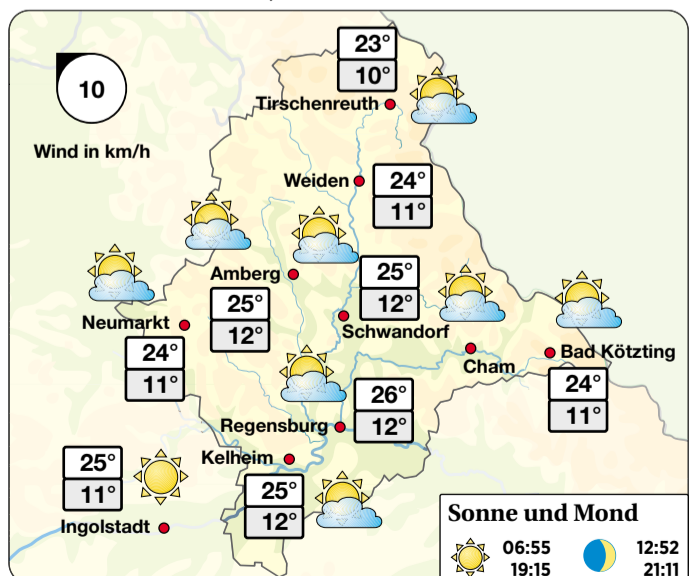 23°
10°
Tirschenreuth
10
Wind in km/h
Weiden
24°
11°
Amberg
25°
12°
25°
12°
Schwandorf
Neumarkt
24°
11°
Cham
Bad Kötzting
24°
11°
26°
12°
Regensburg
Kelheim
25°
12°
25°
11°
Ingolstadt
Sonne und Mond
06:55 12:52
19:15 21:11